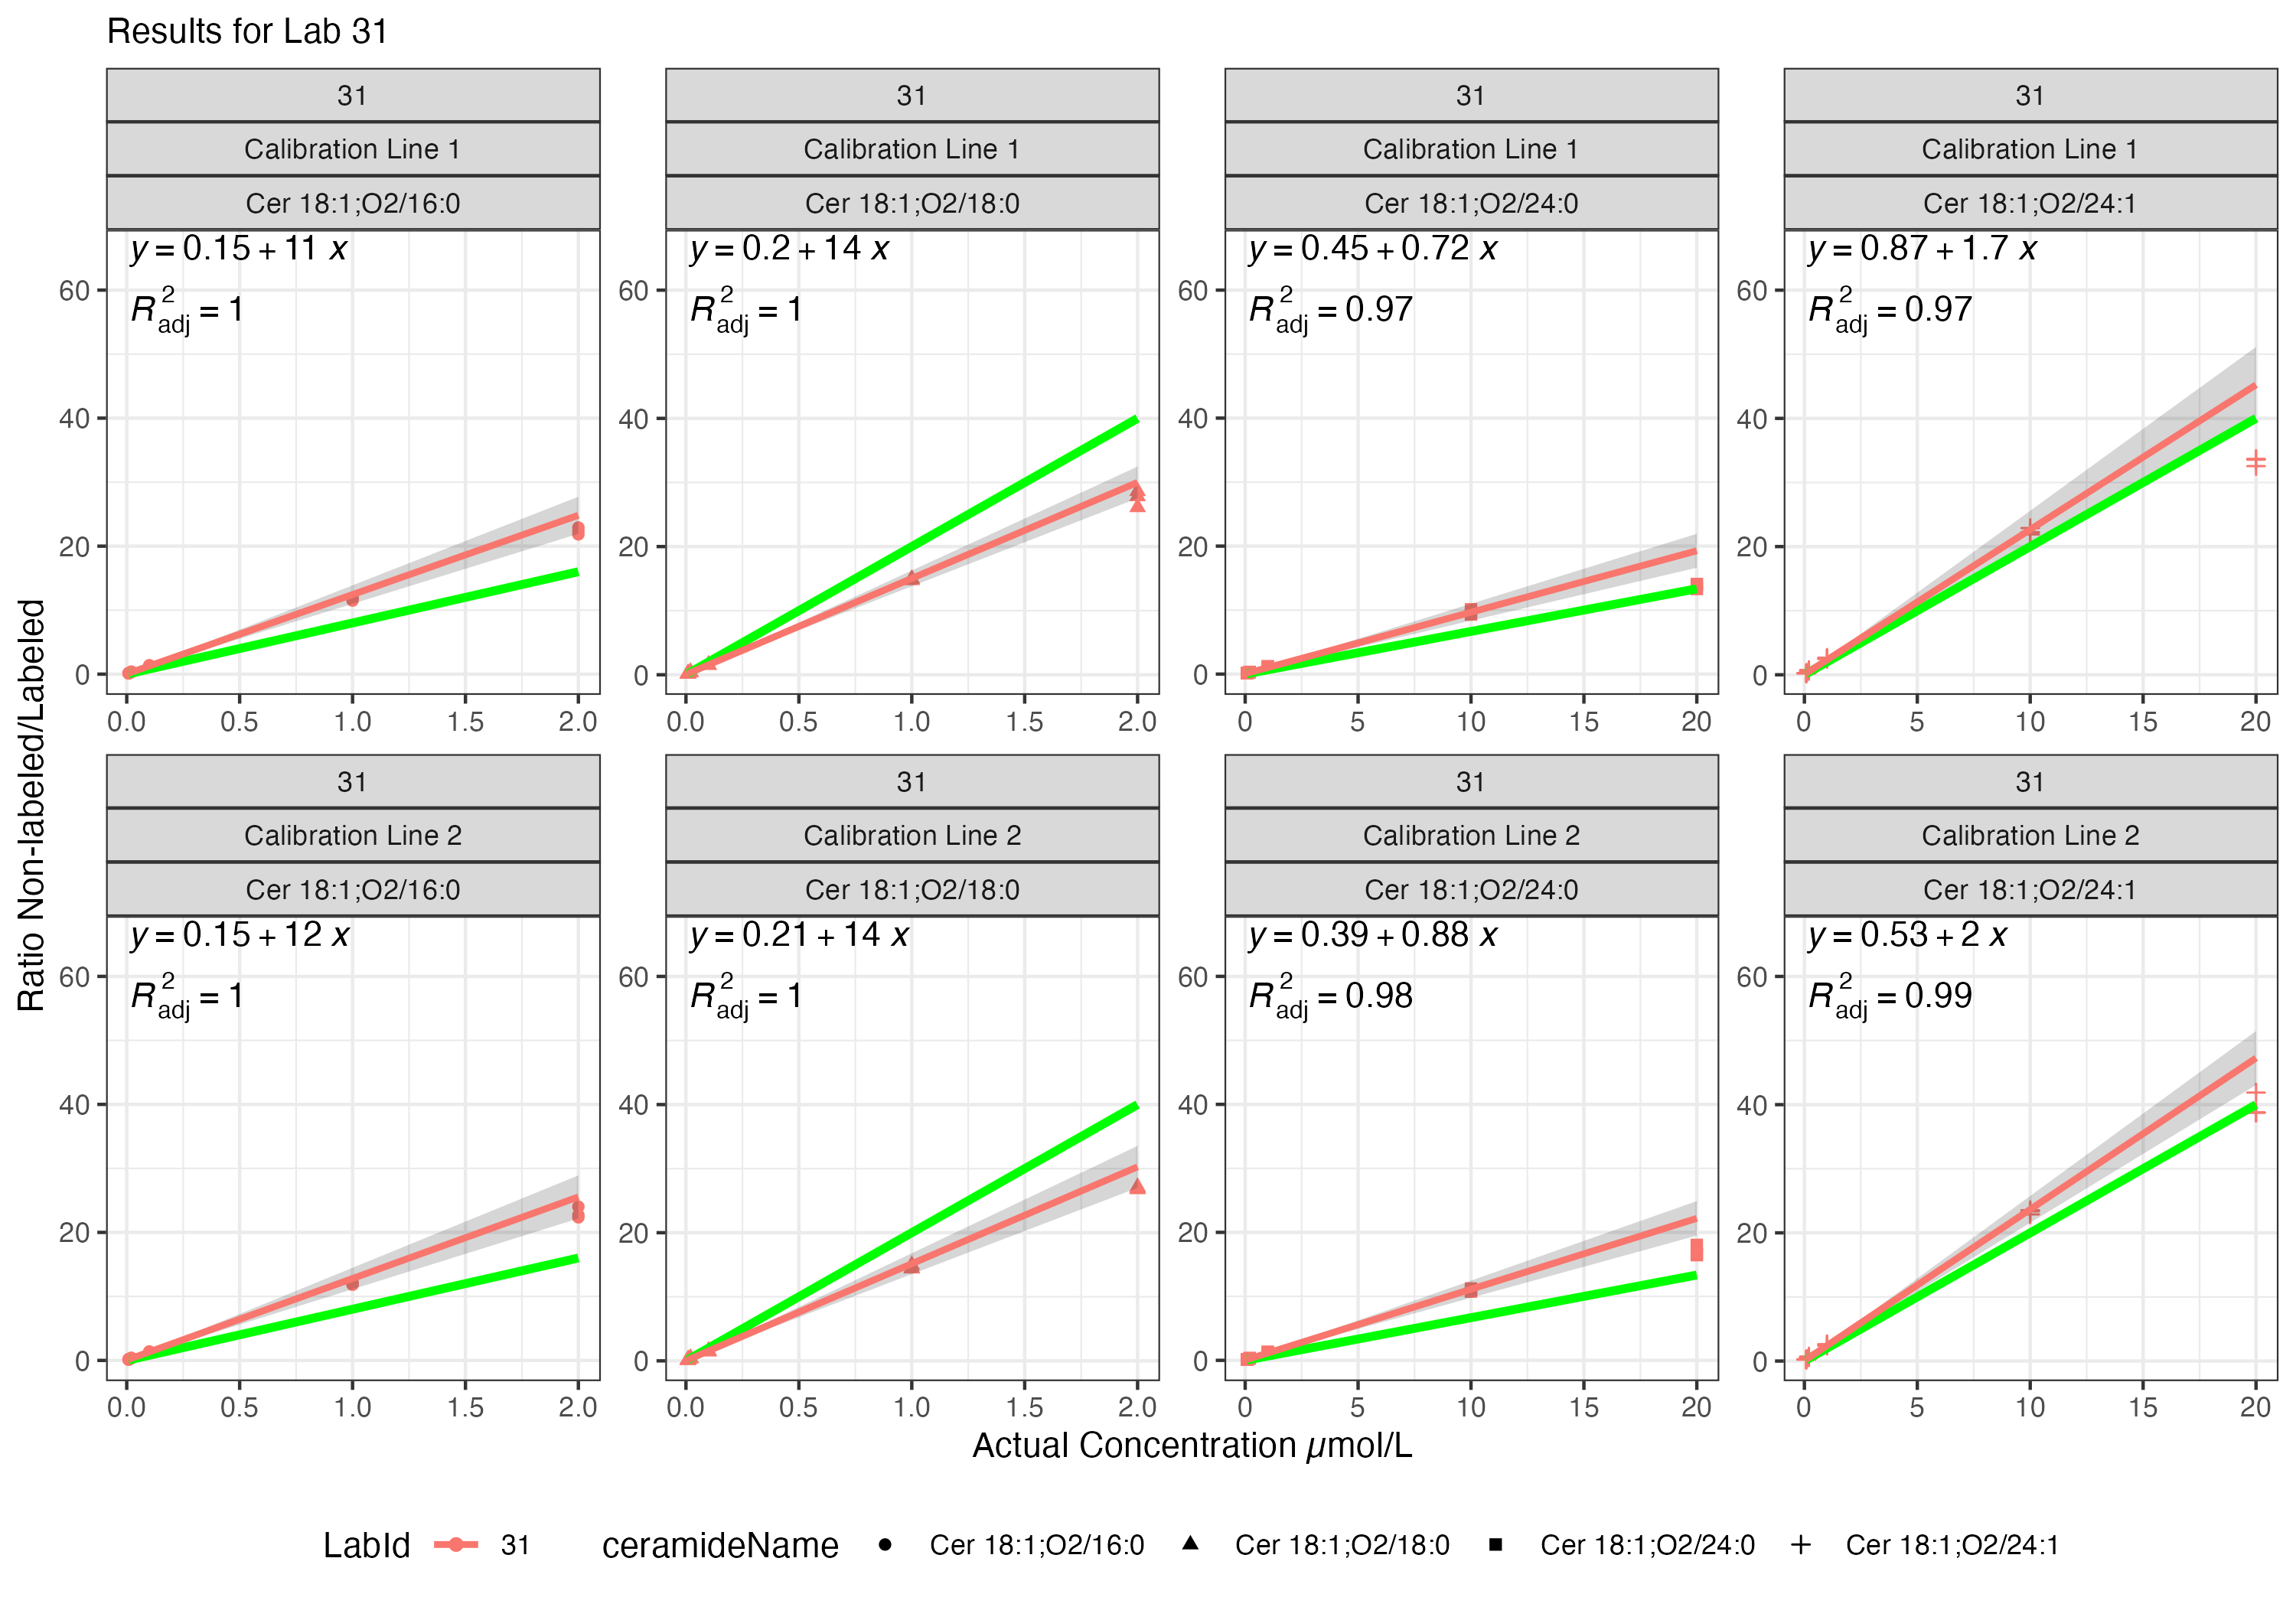 Results for Lab 31
31
31
31
31
Calibration Line 1
Calibration Line 1
Calibration Line 1
Calibration Line 1
Cer 18:1;O2/16:0
Cer 18:1;O2/18:0
Cer 18:1;O2/24:0
Cer 18:1;O2/24:1
y = 0.15 + 11 x
R²adj = 1
y = 0.2 + 14 x
R²adj = 1
y = 0.45 + 0.72 x
R²adj = 0.97
y = 0.87 + 1.7 x
R²adj = 0.97
60
40
20
0
60
40
20
0
60
40
20
0
60
40
20
0
0.0 0.5 1.0 1.5 2.0
0.0 0.5 1.0 1.5 2.0
0 5 10 15 20
0 5 10 15 20
31
31
31
31
Calibration Line 2
Calibration Line 2
Calibration Line 2
Calibration Line 2
Cer 18:1;O2/16:0
Cer 18:1;O2/18:0
Cer 18:1;O2/24:0
Cer 18:1;O2/24:1
y = 0.15 + 12 x
R²adj = 1
y = 0.21 + 14 x
R²adj = 1
y = 0.39 + 0.88 x
R²adj = 0.98
y = 0.53 + 2 x
R²adj = 0.99
60
40
20
0
60
40
20
0
60
40
20
0
60
40
20
0
0.0 0.5 1.0 1.5 2.0
0.0 0.5 1.0 1.5 2.0
0 5 10 15 20
0 5 10 15 20
Ratio Non-labeled/Labeled
Actual Concentration µmol/L
LabId 31 ceramideName Cer 18:1;O2/16:0 Cer 18:1;O2/18:0 Cer 18:1;O2/24:0 Cer 18:1;O2/24:1